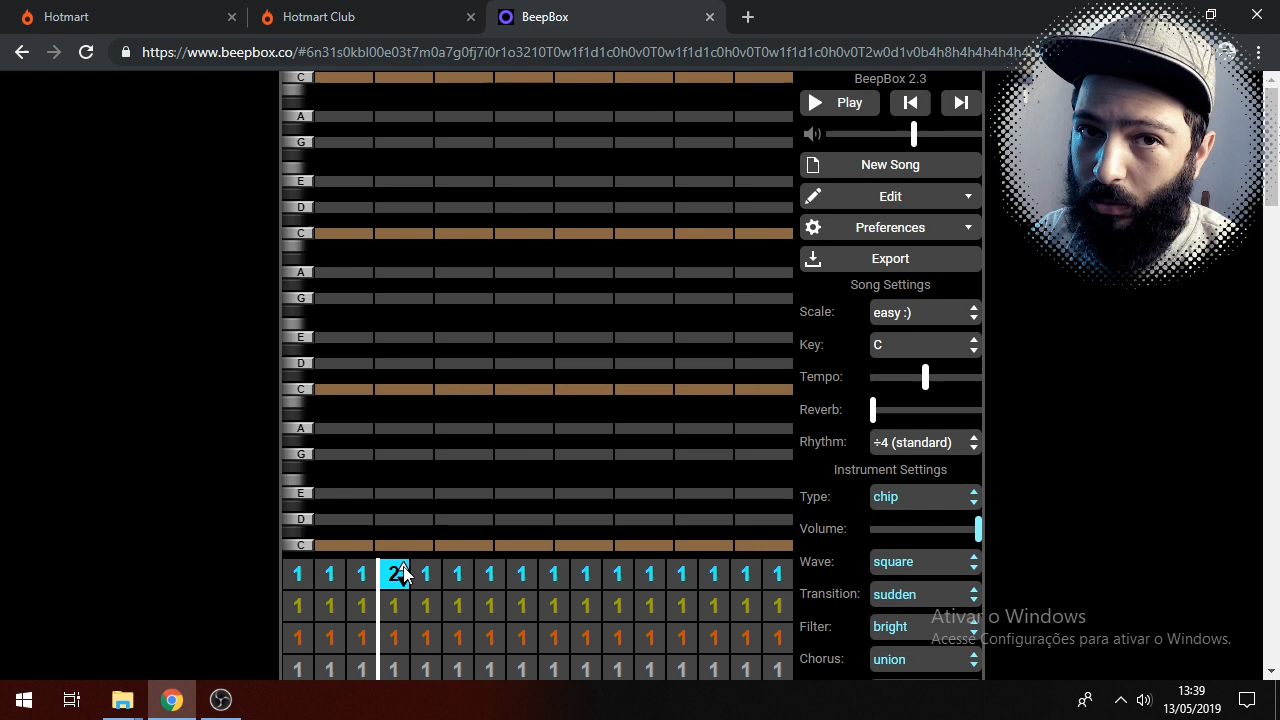 Hotmart
Hotmart Club
BeepBox
https://www.beepbox.co/#6n31s0kbl00e03t7m0a7g0fj7i0r1o3210T0w1f1d1c0h0v0T0w1f1d1c0h0v0T0w1f1d1c0h0v0T2w0d1v0b4h8h4h4h4h4h
BeepBox 2.3
Play
New Song
Edit
Preferences
Export
Song Settings
Scale: easy :)
Key: C
Tempo:
Reverb:
Rhythm: ÷4 (standard)
Instrument Settings
Type: chip
Volume:
Wave: square
Transition: sudden
Filter: bright
Chorus: union
C
A
G
E
D
C
A
G
E
D
C
A
G
E
D
C
1 1 1 2 1 1 1 1 1 1 1 1 1 1 1 1
1 1 1 1 1 1 1 1 1 1 1 1 1 1 1 1
1 1 1 1 1 1 1 1 1 1 1 1 1 1 1 1
1 1 1 1 1 1 1 1 1 1 1 1 1 1 1 1
Ativar o Windows
Acesse Configurações para ativar o Windows.
13:39
13/05/2019